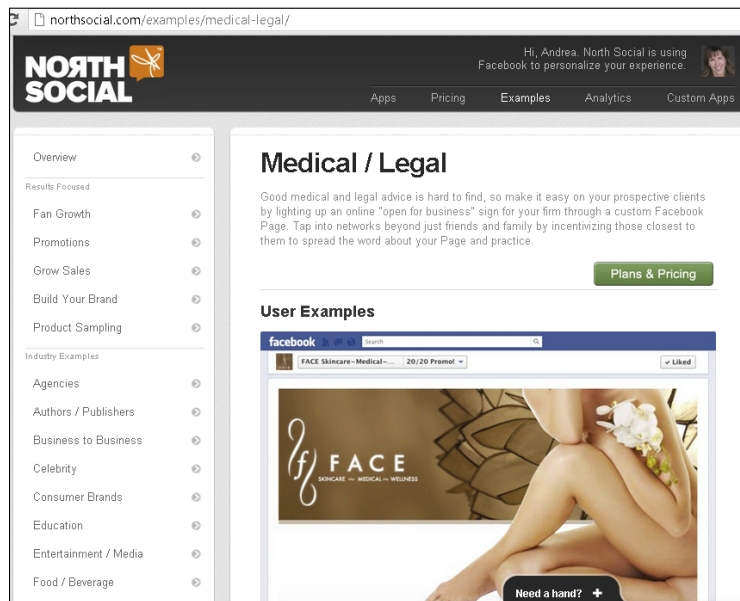 northsocial.com/examples/medical-legal/
NORTH
SOCIAL
Hi, Andrea. North Social is using
Facebook to personalize your experience.
Apps Pricing Examples Analytics Custom Apps
Overview
Results Focused
Fan Growth
Promotions
Grow Sales
Build Your Brand
Product Sampling
Industry Examples
Agencies
Authors / Publishers
Business to Business
Celebrity
Consumer Brands
Education
Entertainment / Media
Food / Beverage
Medical / Legal
Good medical and legal advice is hard to find, so make it easy on your prospective clients
by lighting up an online "open for business" sign for your firm through a custom Facebook
Page. Tap into networks beyond just friends and family by incentivizing those closest to
them to spread the word about your Page and practice.
Plans & Pricing
User Examples
facebook Search
FACE Skincare~Medical~... 20/20 Promo! Liked
f FACE
SKINCARE ~ MEDICAL ~ WELLNESS
Need a hand? +